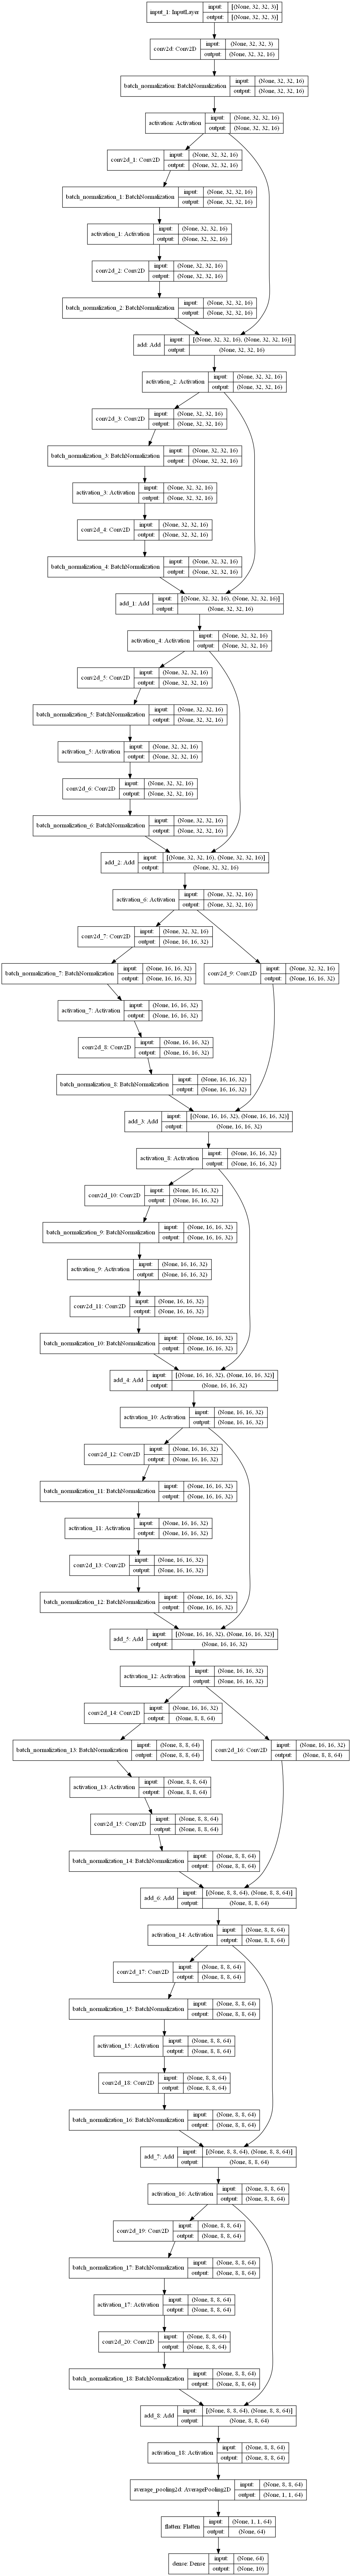 input_1: InputLayer
input: [(None, 32, 32, 3)]
output: [(None, 32, 32, 3)]
conv2d: Conv2D
input: (None, 32, 32, 3)
output: (None, 32, 32, 16)
batch_normalization: BatchNormalization
input: (None, 32, 32, 16)
output: (None, 32, 32, 16)
activation: Activation
input: (None, 32, 32, 16)
output: (None, 32, 32, 16)
conv2d_1: Conv2D
input: (None, 32, 32, 16)
output: (None, 32, 32, 16)
batch_normalization_1: BatchNormalization
input: (None, 32, 32, 16)
output: (None, 32, 32, 16)
activation_1: Activation
input: (None, 32, 32, 16)
output: (None, 32, 32, 16)
conv2d_2: Conv2D
input: (None, 32, 32, 16)
output: (None, 32, 32, 16)
batch_normalization_2: BatchNormalization
input: (None, 32, 32, 16)
output: (None, 32, 32, 16)
add: Add
input: [(None, 32, 32, 16), (None, 32, 32, 16)]
output: (None, 32, 32, 16)
activation_2: Activation
input: (None, 32, 32, 16)
output: (None, 32, 32, 16)
conv2d_3: Conv2D
input: (None, 32, 32, 16)
output: (None, 32, 32, 16)
batch_normalization_3: BatchNormalization
input: (None, 32, 32, 16)
output: (None, 32, 32, 16)
activation_3: Activation
input: (None, 32, 32, 16)
output: (None, 32, 32, 16)
conv2d_4: Conv2D
input: (None, 32, 32, 16)
output: (None, 32, 32, 16)
batch_normalization_4: BatchNormalization
input: (None, 32, 32, 16)
output: (None, 32, 32, 16)
add_1: Add
input: [(None, 32, 32, 16), (None, 32, 32, 16)]
output: (None, 32, 32, 16)
activation_4: Activation
input: (None, 32, 32, 16)
output: (None, 32, 32, 16)
conv2d_5: Conv2D
input: (None, 32, 32, 16)
output: (None, 32, 32, 16)
batch_normalization_5: BatchNormalization
input: (None, 32, 32, 16)
output: (None, 32, 32, 16)
activation_5: Activation
input: (None, 32, 32, 16)
output: (None, 32, 32, 16)
conv2d_6: Conv2D
input: (None, 32, 32, 16)
output: (None, 32, 32, 16)
batch_normalization_6: BatchNormalization
input: (None, 32, 32, 16)
output: (None, 32, 32, 16)
add_2: Add
input: [(None, 32, 32, 16), (None, 32, 32, 16)]
output: (None, 32, 32, 16)
activation_6: Activation
input: (None, 32, 32, 16)
output: (None, 32, 32, 16)
conv2d_7: Conv2D
input: (None, 32, 32, 16)
output: (None, 16, 16, 32)
batch_normalization_7: BatchNormalization
input: (None, 16, 16, 32)
output: (None, 16, 16, 32)
conv2d_9: Conv2D
input: (None, 32, 32, 16)
output: (None, 16, 16, 32)
activation_7: Activation
input: (None, 16, 16, 32)
output: (None, 16, 16, 32)
conv2d_8: Conv2D
input: (None, 16, 16, 32)
output: (None, 16, 16, 32)
batch_normalization_8: BatchNormalization
input: (None, 16, 16, 32)
output: (None, 16, 16, 32)
add_3: Add
input: [(None, 16, 16, 32), (None, 16, 16, 32)]
output: (None, 16, 16, 32)
activation_8: Activation
input: (None, 16, 16, 32)
output: (None, 16, 16, 32)
conv2d_10: Conv2D
input: (None, 16, 16, 32)
output: (None, 16, 16, 32)
batch_normalization_9: BatchNormalization
input: (None, 16, 16, 32)
output: (None, 16, 16, 32)
activation_9: Activation
input: (None, 16, 16, 32)
output: (None, 16, 16, 32)
conv2d_11: Conv2D
input: (None, 16, 16, 32)
output: (None, 16, 16, 32)
batch_normalization_10: BatchNormalization
input: (None, 16, 16, 32)
output: (None, 16, 16, 32)
add_4: Add
input: [(None, 16, 16, 32), (None, 16, 16, 32)]
output: (None, 16, 16, 32)
activation_10: Activation
input: (None, 16, 16, 32)
output: (None, 16, 16, 32)
conv2d_12: Conv2D
input: (None, 16, 16, 32)
output: (None, 16, 16, 32)
batch_normalization_11: BatchNormalization
input: (None, 16, 16, 32)
output: (None, 16, 16, 32)
activation_11: Activation
input: (None, 16, 16, 32)
output: (None, 16, 16, 32)
conv2d_13: Conv2D
input: (None, 16, 16, 32)
output: (None, 16, 16, 32)
batch_normalization_12: BatchNormalization
input: (None, 16, 16, 32)
output: (None, 16, 16, 32)
add_5: Add
input: [(None, 16, 16, 32), (None, 16, 16, 32)]
output: (None, 16, 16, 32)
activation_12: Activation
input: (None, 16, 16, 32)
output: (None, 16, 16, 32)
conv2d_14: Conv2D
input: (None, 16, 16, 32)
output: (None, 8, 8, 64)
batch_normalization_13: BatchNormalization
input: (None, 8, 8, 64)
output: (None, 8, 8, 64)
conv2d_16: Conv2D
input: (None, 16, 16, 32)
output: (None, 8, 8, 64)
activation_13: Activation
input: (None, 8, 8, 64)
output: (None, 8, 8, 64)
conv2d_15: Conv2D
input: (None, 8, 8, 64)
output: (None, 8, 8, 64)
batch_normalization_14: BatchNormalization
input: (None, 8, 8, 64)
output: (None, 8, 8, 64)
add_6: Add
input: [(None, 8, 8, 64), (None, 8, 8, 64)]
output: (None, 8, 8, 64)
activation_14: Activation
input: (None, 8, 8, 64)
output: (None, 8, 8, 64)
conv2d_17: Conv2D
input: (None, 8, 8, 64)
output: (None, 8, 8, 64)
batch_normalization_15: BatchNormalization
input: (None, 8, 8, 64)
output: (None, 8, 8, 64)
activation_15: Activation
input: (None, 8, 8, 64)
output: (None, 8, 8, 64)
conv2d_18: Conv2D
input: (None, 8, 8, 64)
output: (None, 8, 8, 64)
batch_normalization_16: BatchNormalization
input: (None, 8, 8, 64)
output: (None, 8, 8, 64)
add_7: Add
input: [(None, 8, 8, 64), (None, 8, 8, 64)]
output: (None, 8, 8, 64)
activation_16: Activation
input: (None, 8, 8, 64)
output: (None, 8, 8, 64)
conv2d_19: Conv2D
input: (None, 8, 8, 64)
output: (None, 8, 8, 64)
batch_normalization_17: BatchNormalization
input: (None, 8, 8, 64)
output: (None, 8, 8, 64)
activation_17: Activation
input: (None, 8, 8, 64)
output: (None, 8, 8, 64)
conv2d_20: Conv2D
input: (None, 8, 8, 64)
output: (None, 8, 8, 64)
batch_normalization_18: BatchNormalization
input: (None, 8, 8, 64)
output: (None, 8, 8, 64)
add_8: Add
input: [(None, 8, 8, 64), (None, 8, 8, 64)]
output: (None, 8, 8, 64)
activation_18: Activation
input: (None, 8, 8, 64)
output: (None, 8, 8, 64)
average_pooling2d: AveragePooling2D
input: (None, 8, 8, 64)
output: (None, 1, 1, 64)
flatten: Flatten
input: (None, 1, 1, 64)
output: (None, 64)
dense: Dense
input: (None, 64)
output: (None, 10)